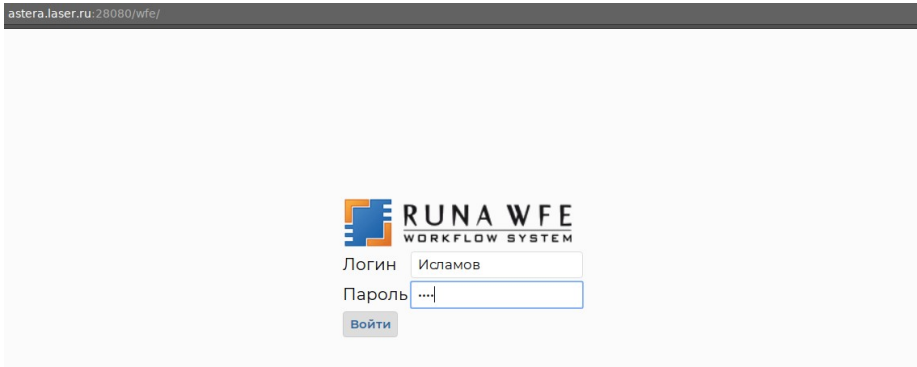 astera.laser.ru:28080/wfe/
RUNA WFE
WORKFLOW SYSTEM
Логин Исламов
Пароль ····
Войти